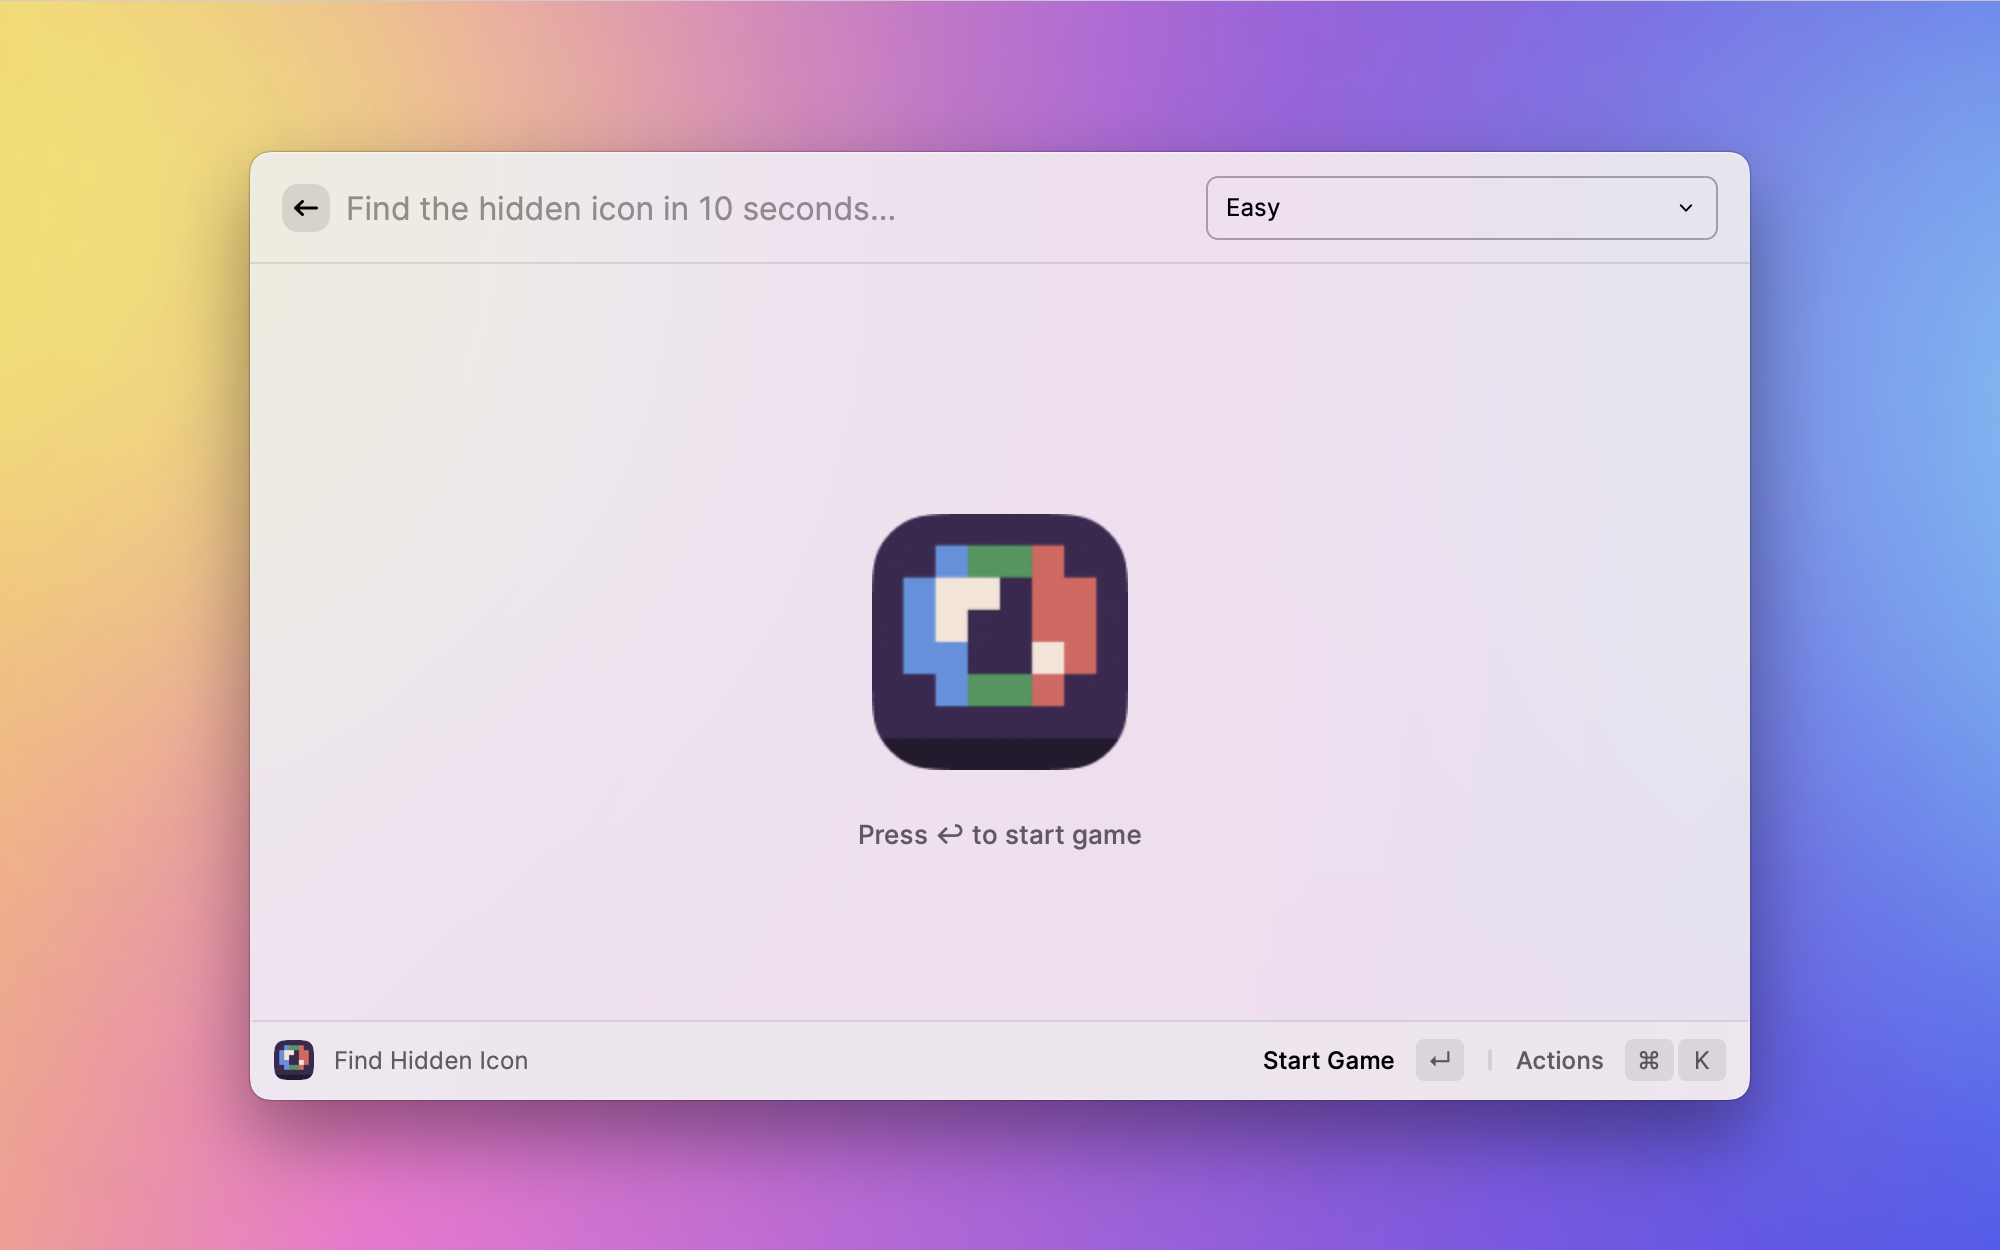 Find the hidden icon in 10 seconds...
Easy
Press ↩ to start game
Find Hidden Icon
Start Game ↵ | Actions ⌘ K